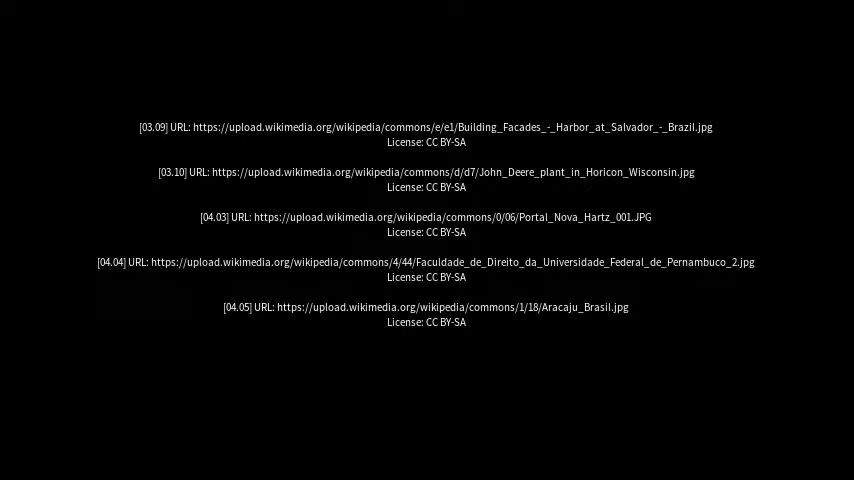 [03.09] URL: https://upload.wikimedia.org/wikipedia/commons/e/e1/Building_Facades_-_Harbor_at_Salvador_-_Brazil.jpg
License: CC BY-SA
[03.10] URL: https://upload.wikimedia.org/wikipedia/commons/d/d7/John_Deere_plant_in_Horicon_Wisconsin.jpg
License: CC BY-SA
[04.03] URL: https://upload.wikimedia.org/wikipedia/commons/0/06/Portal_Nova_Hartz_001.JPG
License: CC BY-SA
[04.04] URL: https://upload.wikimedia.org/wikipedia/commons/4/44/Faculdade_de_Direito_da_Universidade_Federal_de_Pernambuco_2.jpg
License: CC BY-SA
[04.05] URL: https://upload.wikimedia.org/wikipedia/commons/1/18/Aracaju_Brasil.jpg
License: CC BY-SA